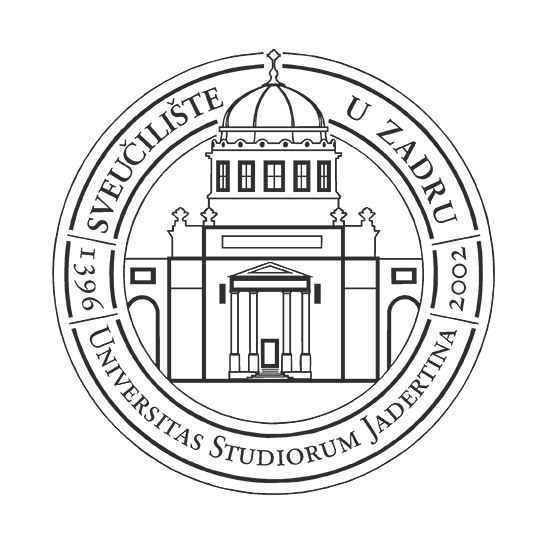 SVEUČILIŠTE U ZADRU
1396
2002
UNIVERSITAS STUDIORUM JADERTINA